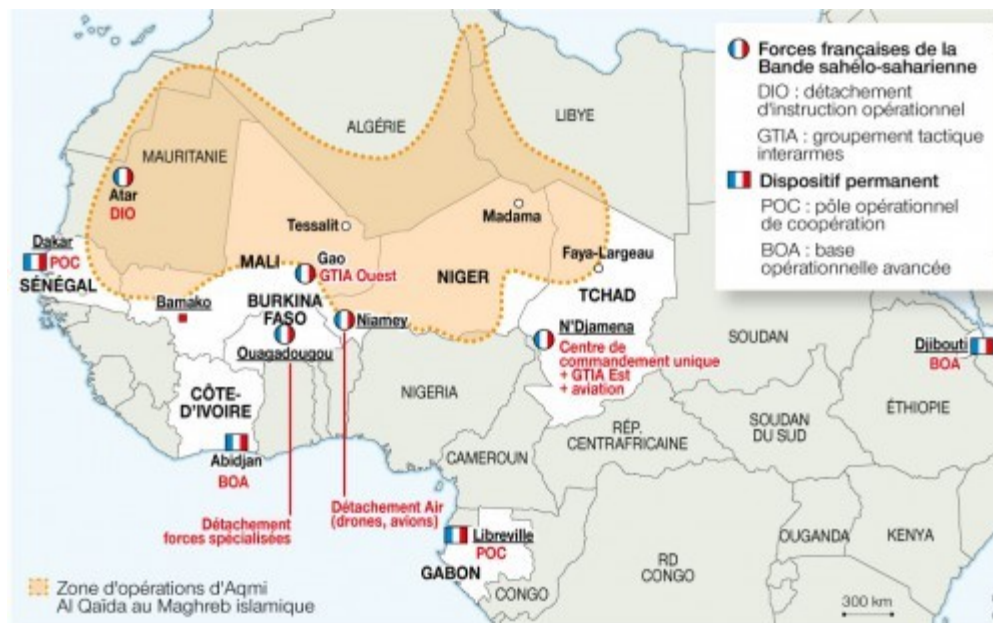 Forces françaises de la
Bande sahélo-saharienne
DIO : détachement
d'instruction opérationnel
GTIA : groupement tactique
interarmes
Dispositif permanent
POC : pôle opérationnel
de coopération
BOA : base
opérationnelle avancée
ALGÉRIE
LIBYE
MAURITANIE
Atar
DIO
Tessalit
Madama
Faya-Largeau
Dakar
POC
SÉNÉGAL
MALI
Gao
GTIA Ouest
NIGER
TCHAD
Bamako
BURKINA
FASO
Ouagadougou
Niamey
N'Djamena
Centre de
commandement unique
+ GTIA Est
+ aviation
SOUDAN
Djibouti
BOA
CÔTE-
D'IVOIRE
NIGERIA
ÉTHIOPIE
Abidjan
BOA
CAMEROUN
RÉP.
CENTRAFRICAINE
SOUDAN
DU SUD
Détachement
forces spécialisées
Détachement Air
(drones, avions)
Libreville
POC
GABON
CONGO
RD
CONGO
OUGANDA
KENYA
Zone d'opérations d'Aqmi
Al Qaïda au Maghreb islamique
300 km